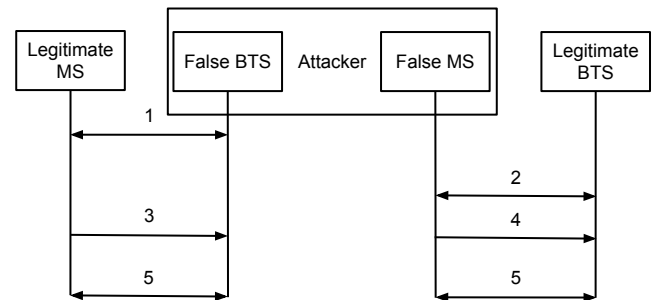 Legitimate
MS
False BTS
Attacker
False MS
Legitimate
BTS
1
2
3
4
5
5